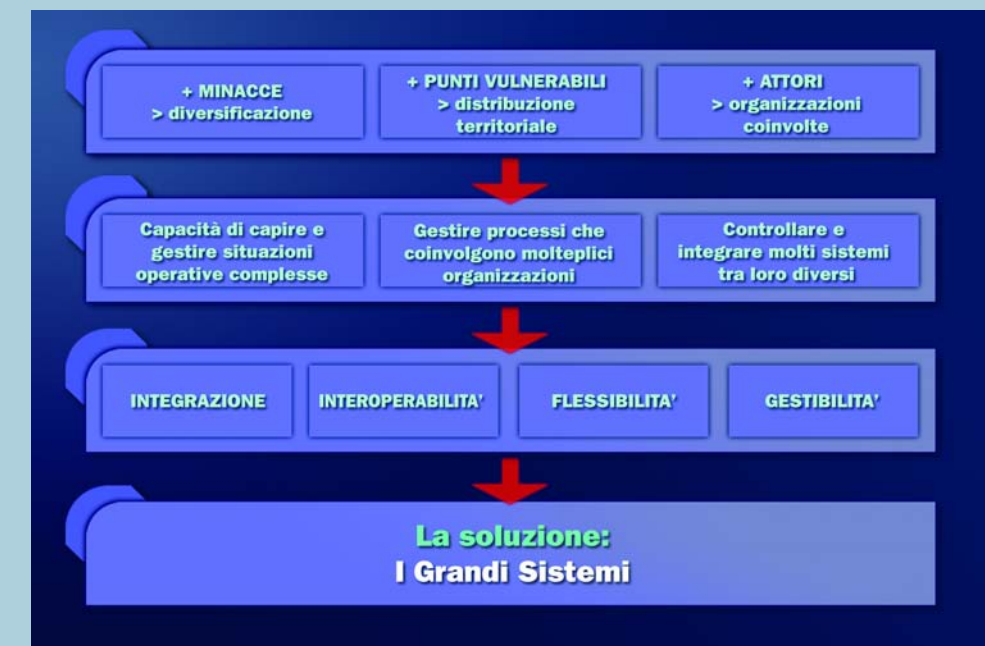 + MINACCE
> diversificazione
+ PUNTI VULNERABILI
> distribuzione
territoriale
+ ATTORI
> organizzazioni
coinvolte
Capacità di capire e
gestire situazioni
operative complesse
Gestire processi che
coinvolgono molteplici
organizzazioni
Controllare e
integrare molti sistemi
tra loro diversi
INTEGRAZIONE
INTEROPERABILITA'
FLESSIBILITA'
GESTIBILITA'
La soluzione:
I Grandi Sistemi